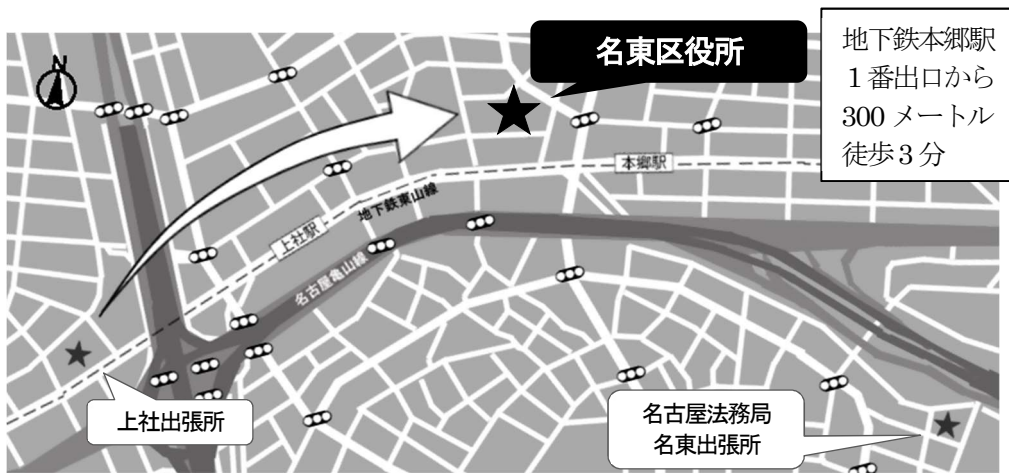 名東区役所
地下鉄本郷駅
１番出口から
300 メートル
徒歩３分
N
本郷駅
地下鉄東山線
上社駅
名古屋亀山線
上社出張所
名古屋法務局
名東出張所